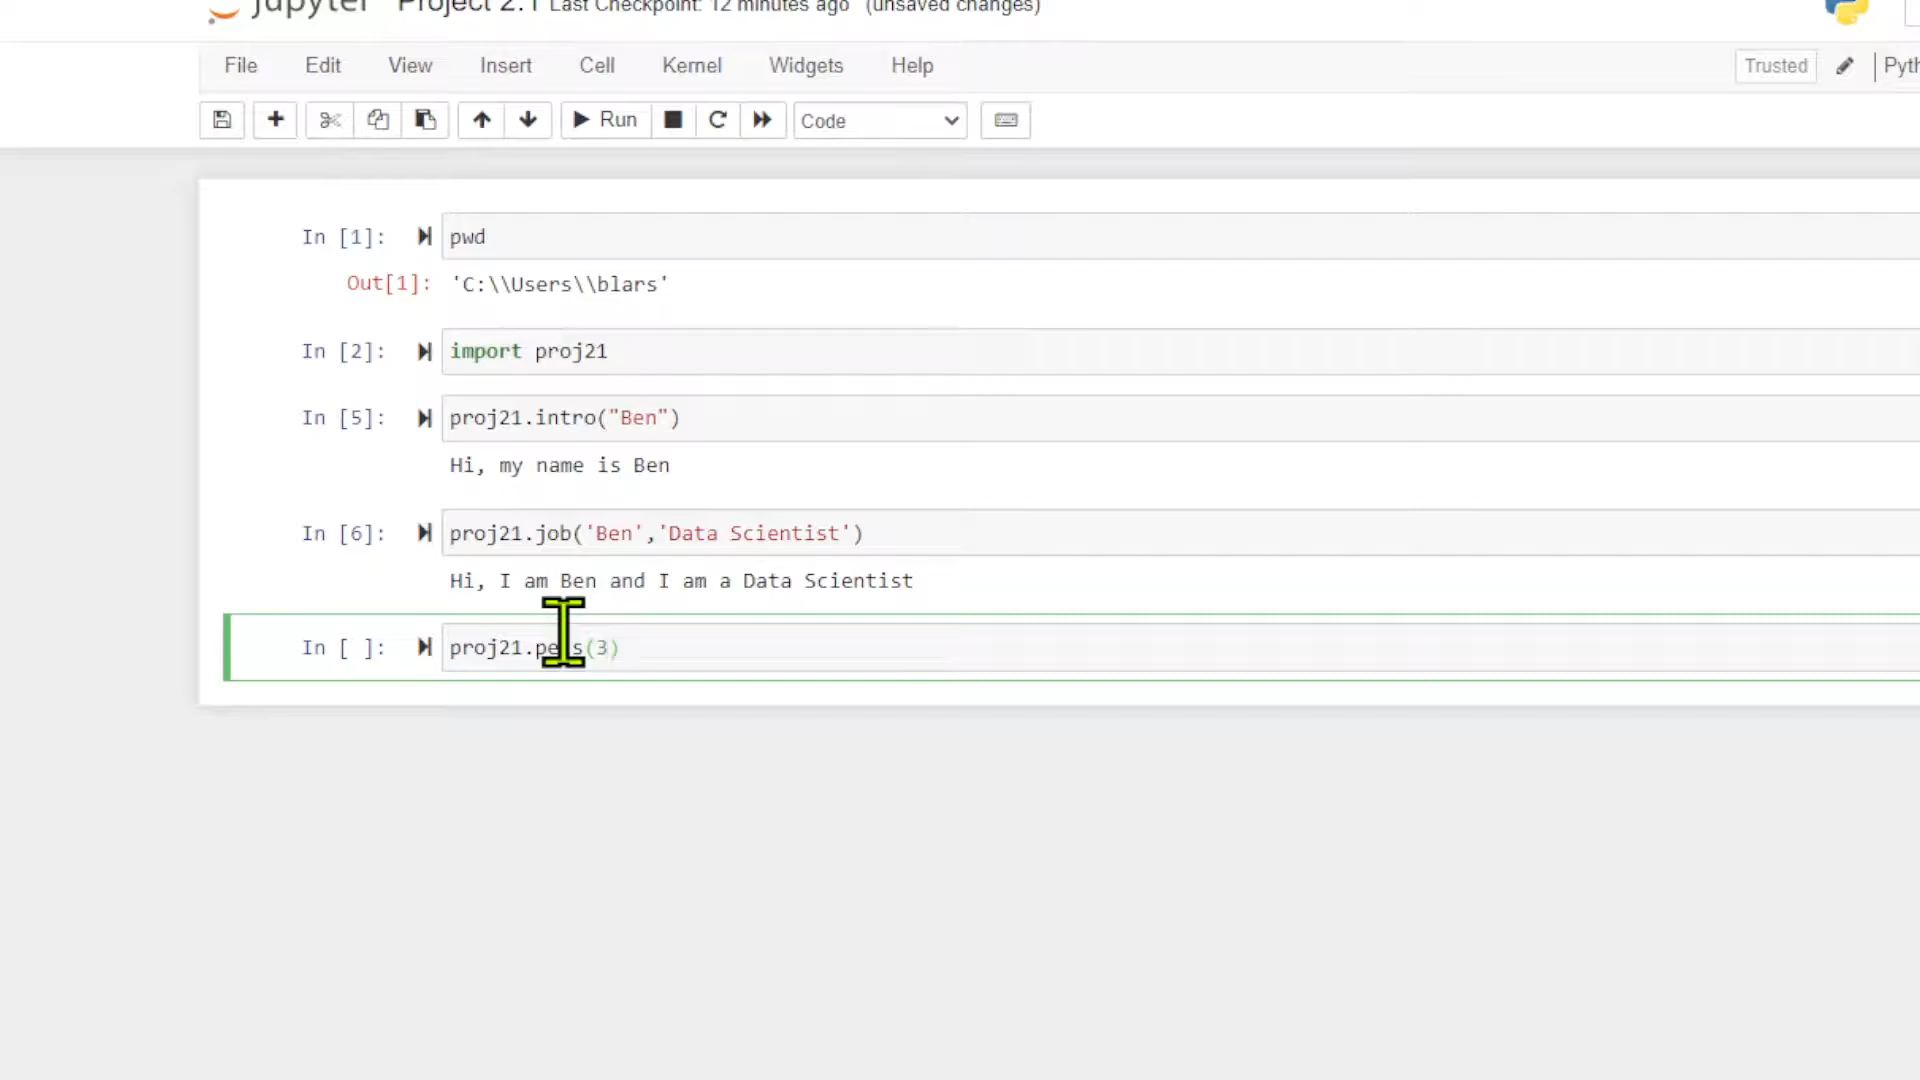 Jupyter Project 2.1 Last Checkpoint: 12 minutes ago (unsaved changes)
File Edit View Insert Cell Kernel Widgets Help Trusted
Run Code
In [1]: pwd
Out[1]: 'C:\\Users\\blars'
In [2]: import proj21
In [5]: proj21.intro("Ben")
Hi, my name is Ben
In [6]: proj21.job('Ben','Data Scientist')
Hi, I am Ben and I am a Data Scientist
In [ ]: proj21.pets(3)